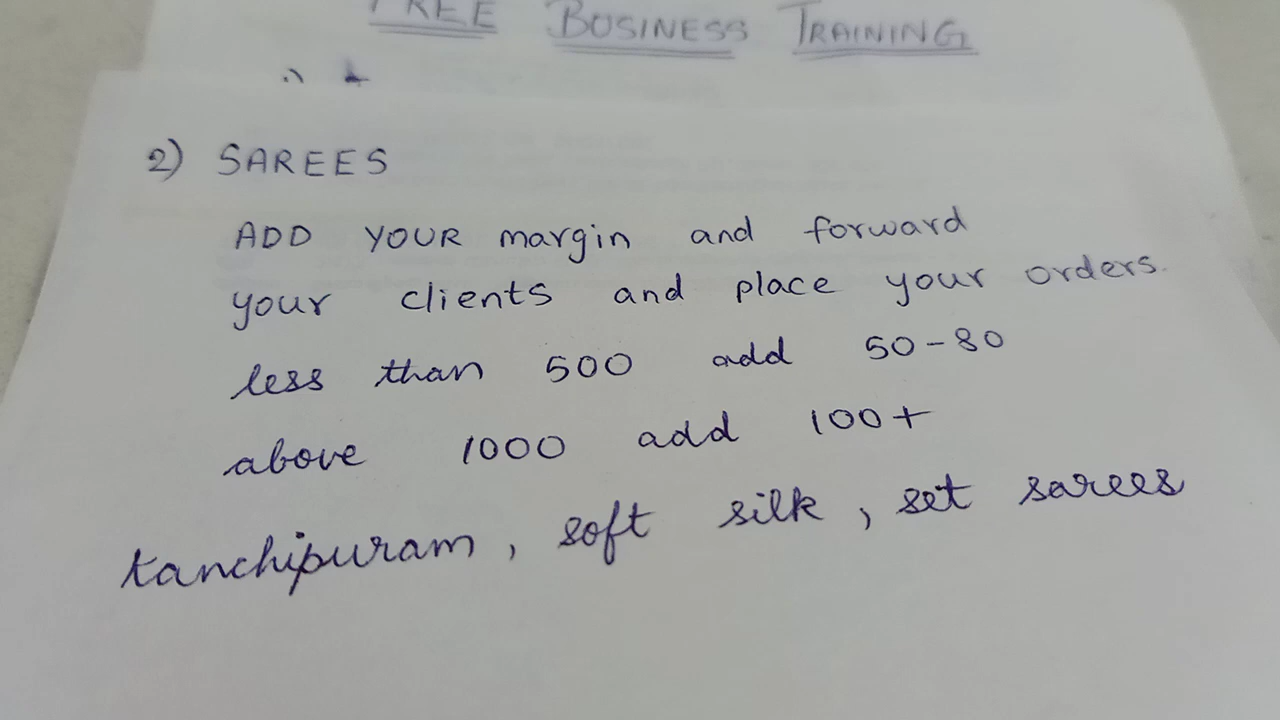 FREE BUSINESS TRAINING
2) SAREES
ADD YOUR margin and forward
your clients and place your orders.
less than 500 add 50-80
above 1000 add 100+
kanchipuram, soft silk, set sarees